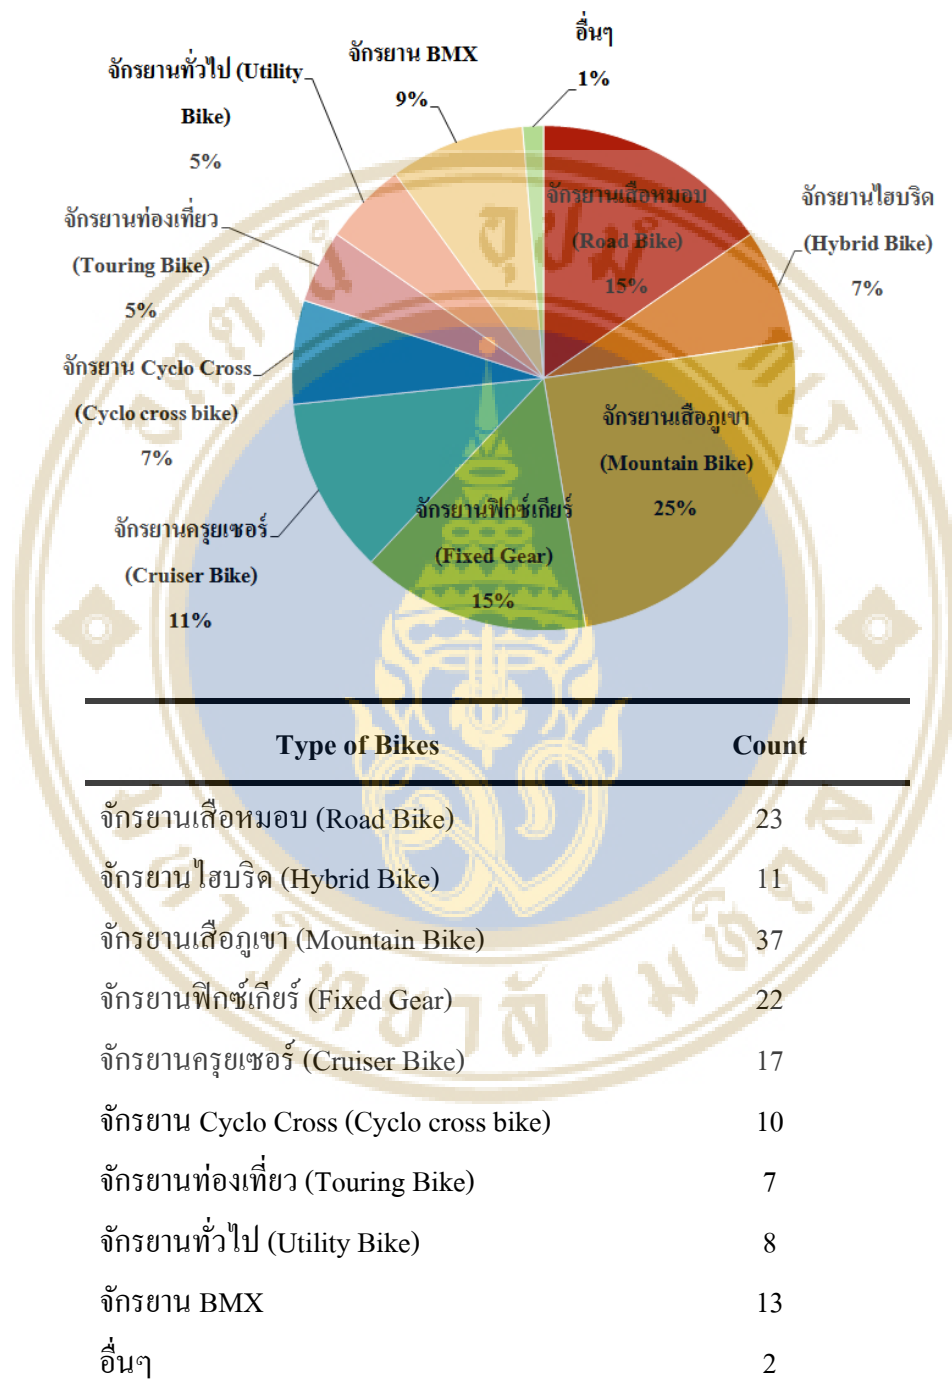 อื่นๆ
1%
จักรยาน BMX
9%
จักรยานทั่วไป (Utility
Bike)
5%
จักรยานเสือหมอบ
(Road Bike)
15%
จักรยานไฮบริด
(Hybrid Bike)
7%
จักรยานท่องเที่ยว
(Touring Bike)
5%
จักรยาน Cyclo Cross
(Cyclo cross bike)
7%
จักรยานเสือภูเขา
(Mountain Bike)
25%
จักรยานฟิกซ์เกียร์
(Fixed Gear)
15%
จักรยานครุยเซอร์
(Cruiser Bike)
11%
Type of Bikes Count
จักรยานเสือหมอบ (Road Bike) 23
จักรยานไฮบริด (Hybrid Bike) 11
จักรยานเสือภูเขา (Mountain Bike) 37
จักรยานฟิกซ์เกียร์ (Fixed Gear) 22
จักรยานครุยเซอร์ (Cruiser Bike) 17
จักรยาน Cyclo Cross (Cyclo cross bike) 10
จักรยานท่องเที่ยว (Touring Bike) 7
จักรยานทั่วไป (Utility Bike) 8
จักรยาน BMX 13
อื่นๆ 2
มหาวิทยาลัยมหิดล